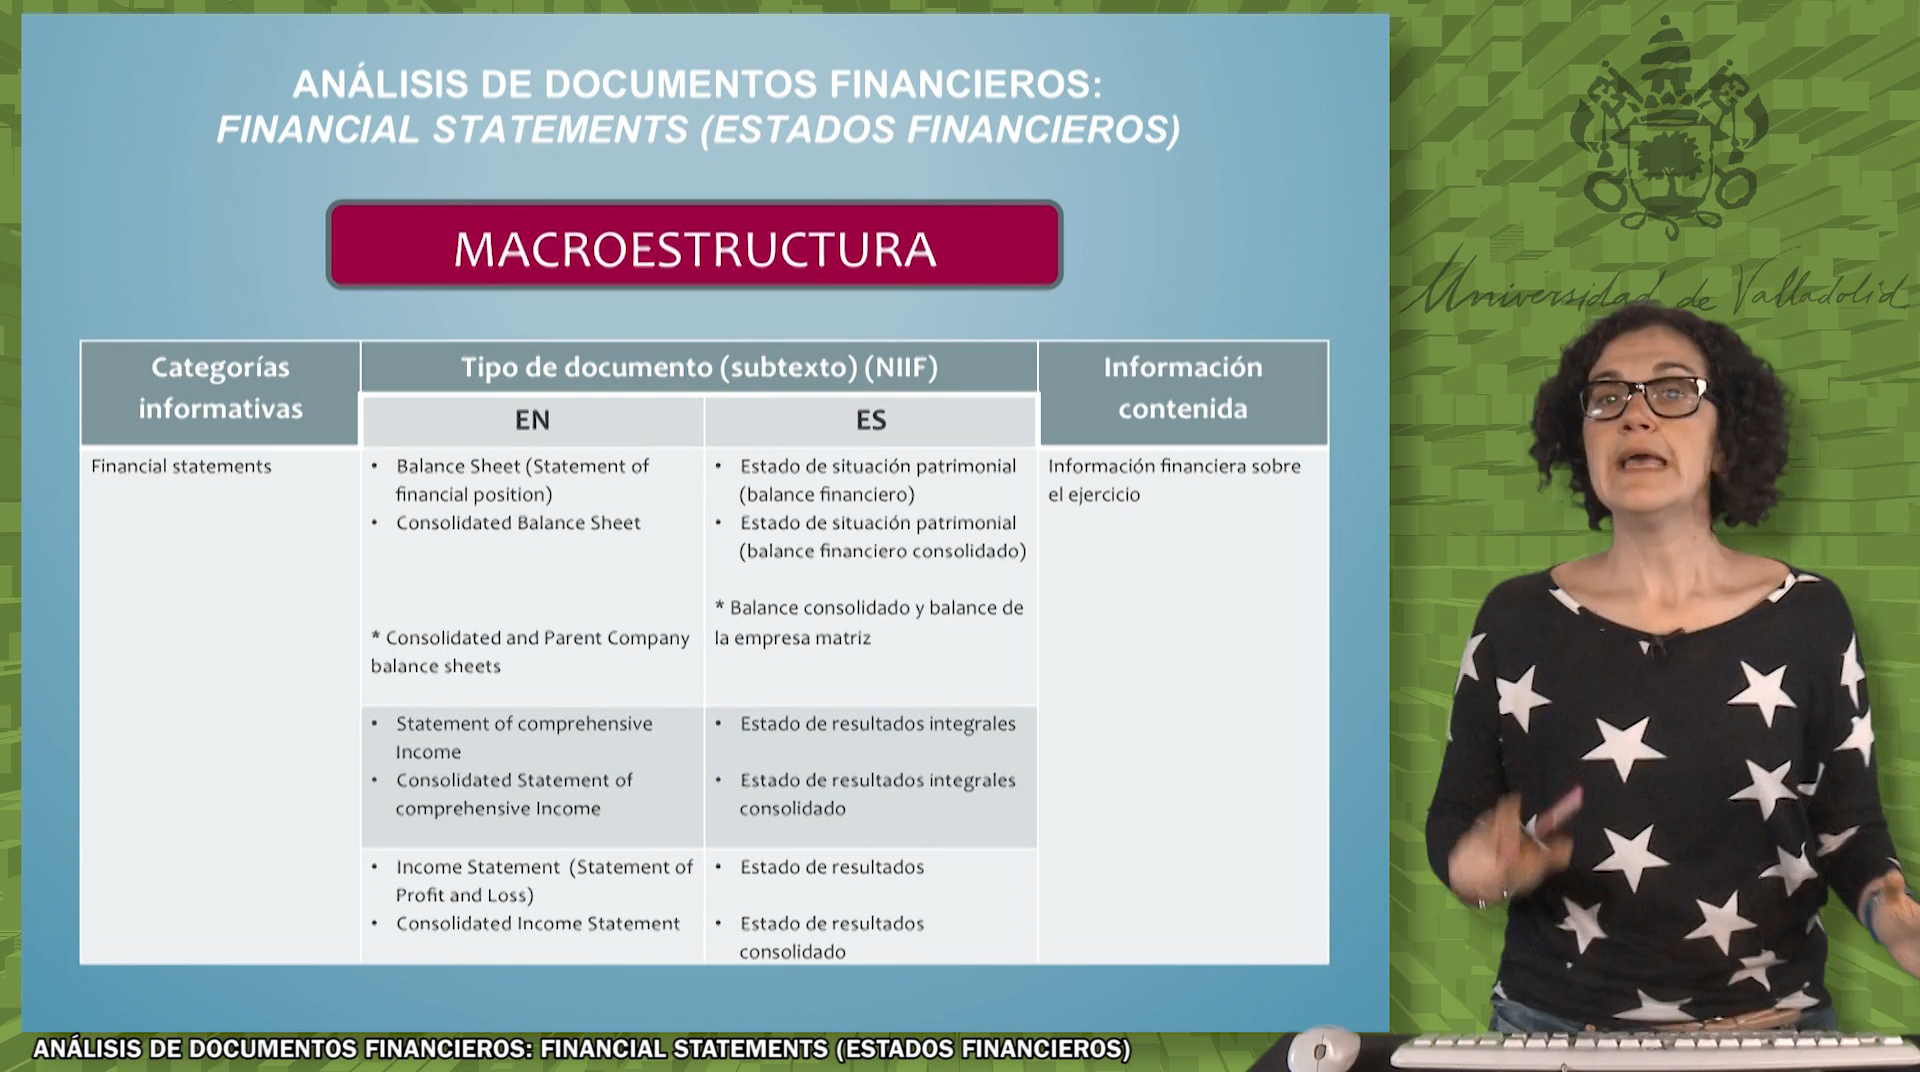 ANÁLISIS DE DOCUMENTOS FINANCIEROS:
FINANCIAL STATEMENTS (ESTADOS FINANCIEROS)
MACROESTRUCTURA
Categorías
informativas
Tipo de documento (subtexto) (NIIF)
Información
contenida
EN
ES
Financial statements
• Balance Sheet (Statement of
financial position)
• Consolidated Balance Sheet
* Consolidated and Parent Company
balance sheets
• Estado de situación patrimonial
(balance financiero)
• Estado de situación patrimonial
(balance financiero consolidado)
* Balance consolidado y balance de
la empresa matriz
Información financiera sobre
el ejercicio
• Statement of comprehensive
Income
• Consolidated Statement of
comprehensive Income
• Estado de resultados integrales
• Estado de resultados integrales
consolidado
• Income Statement (Statement of
Profit and Loss)
• Consolidated Income Statement
• Estado de resultados
• Estado de resultados
consolidado
Universidad de Valladolid
ANÁLISIS DE DOCUMENTOS FINANCIEROS: FINANCIAL STATEMENTS (ESTADOS FINANCIEROS)